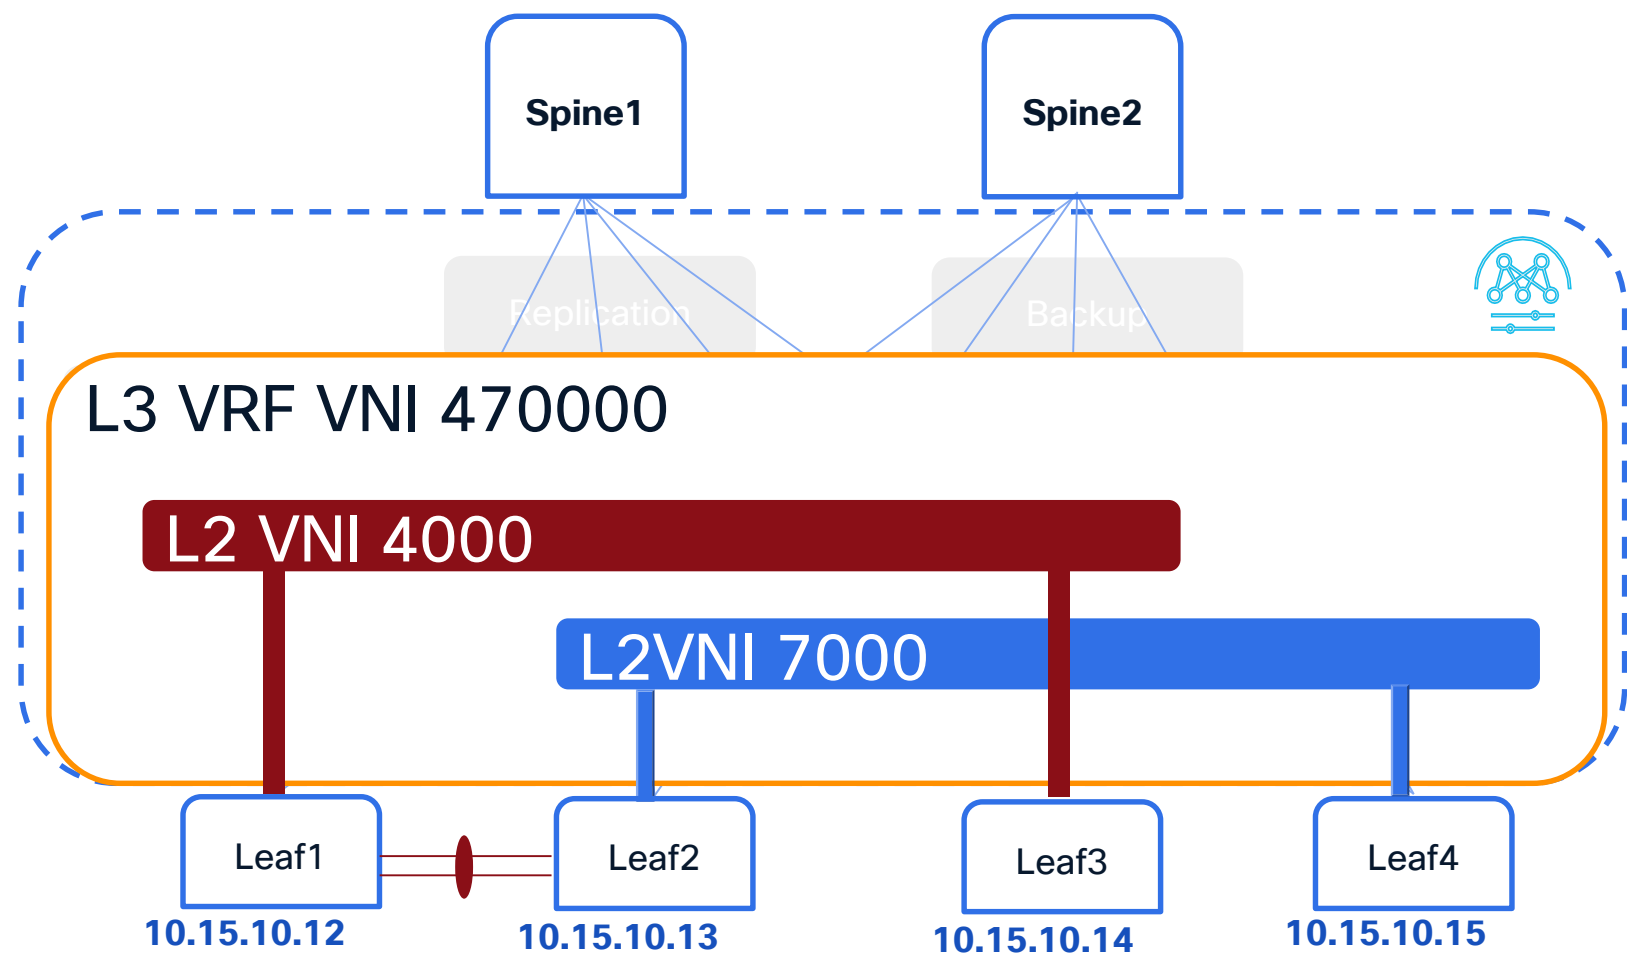 Spine1
Spine2
Replication
Backup
L3 VRF VNI 470000
L2 VNI 4000
L2VNI 7000
Leaf1
Leaf2
Leaf3
Leaf4
10.15.10.12
10.15.10.13
10.15.10.14
10.15.10.15